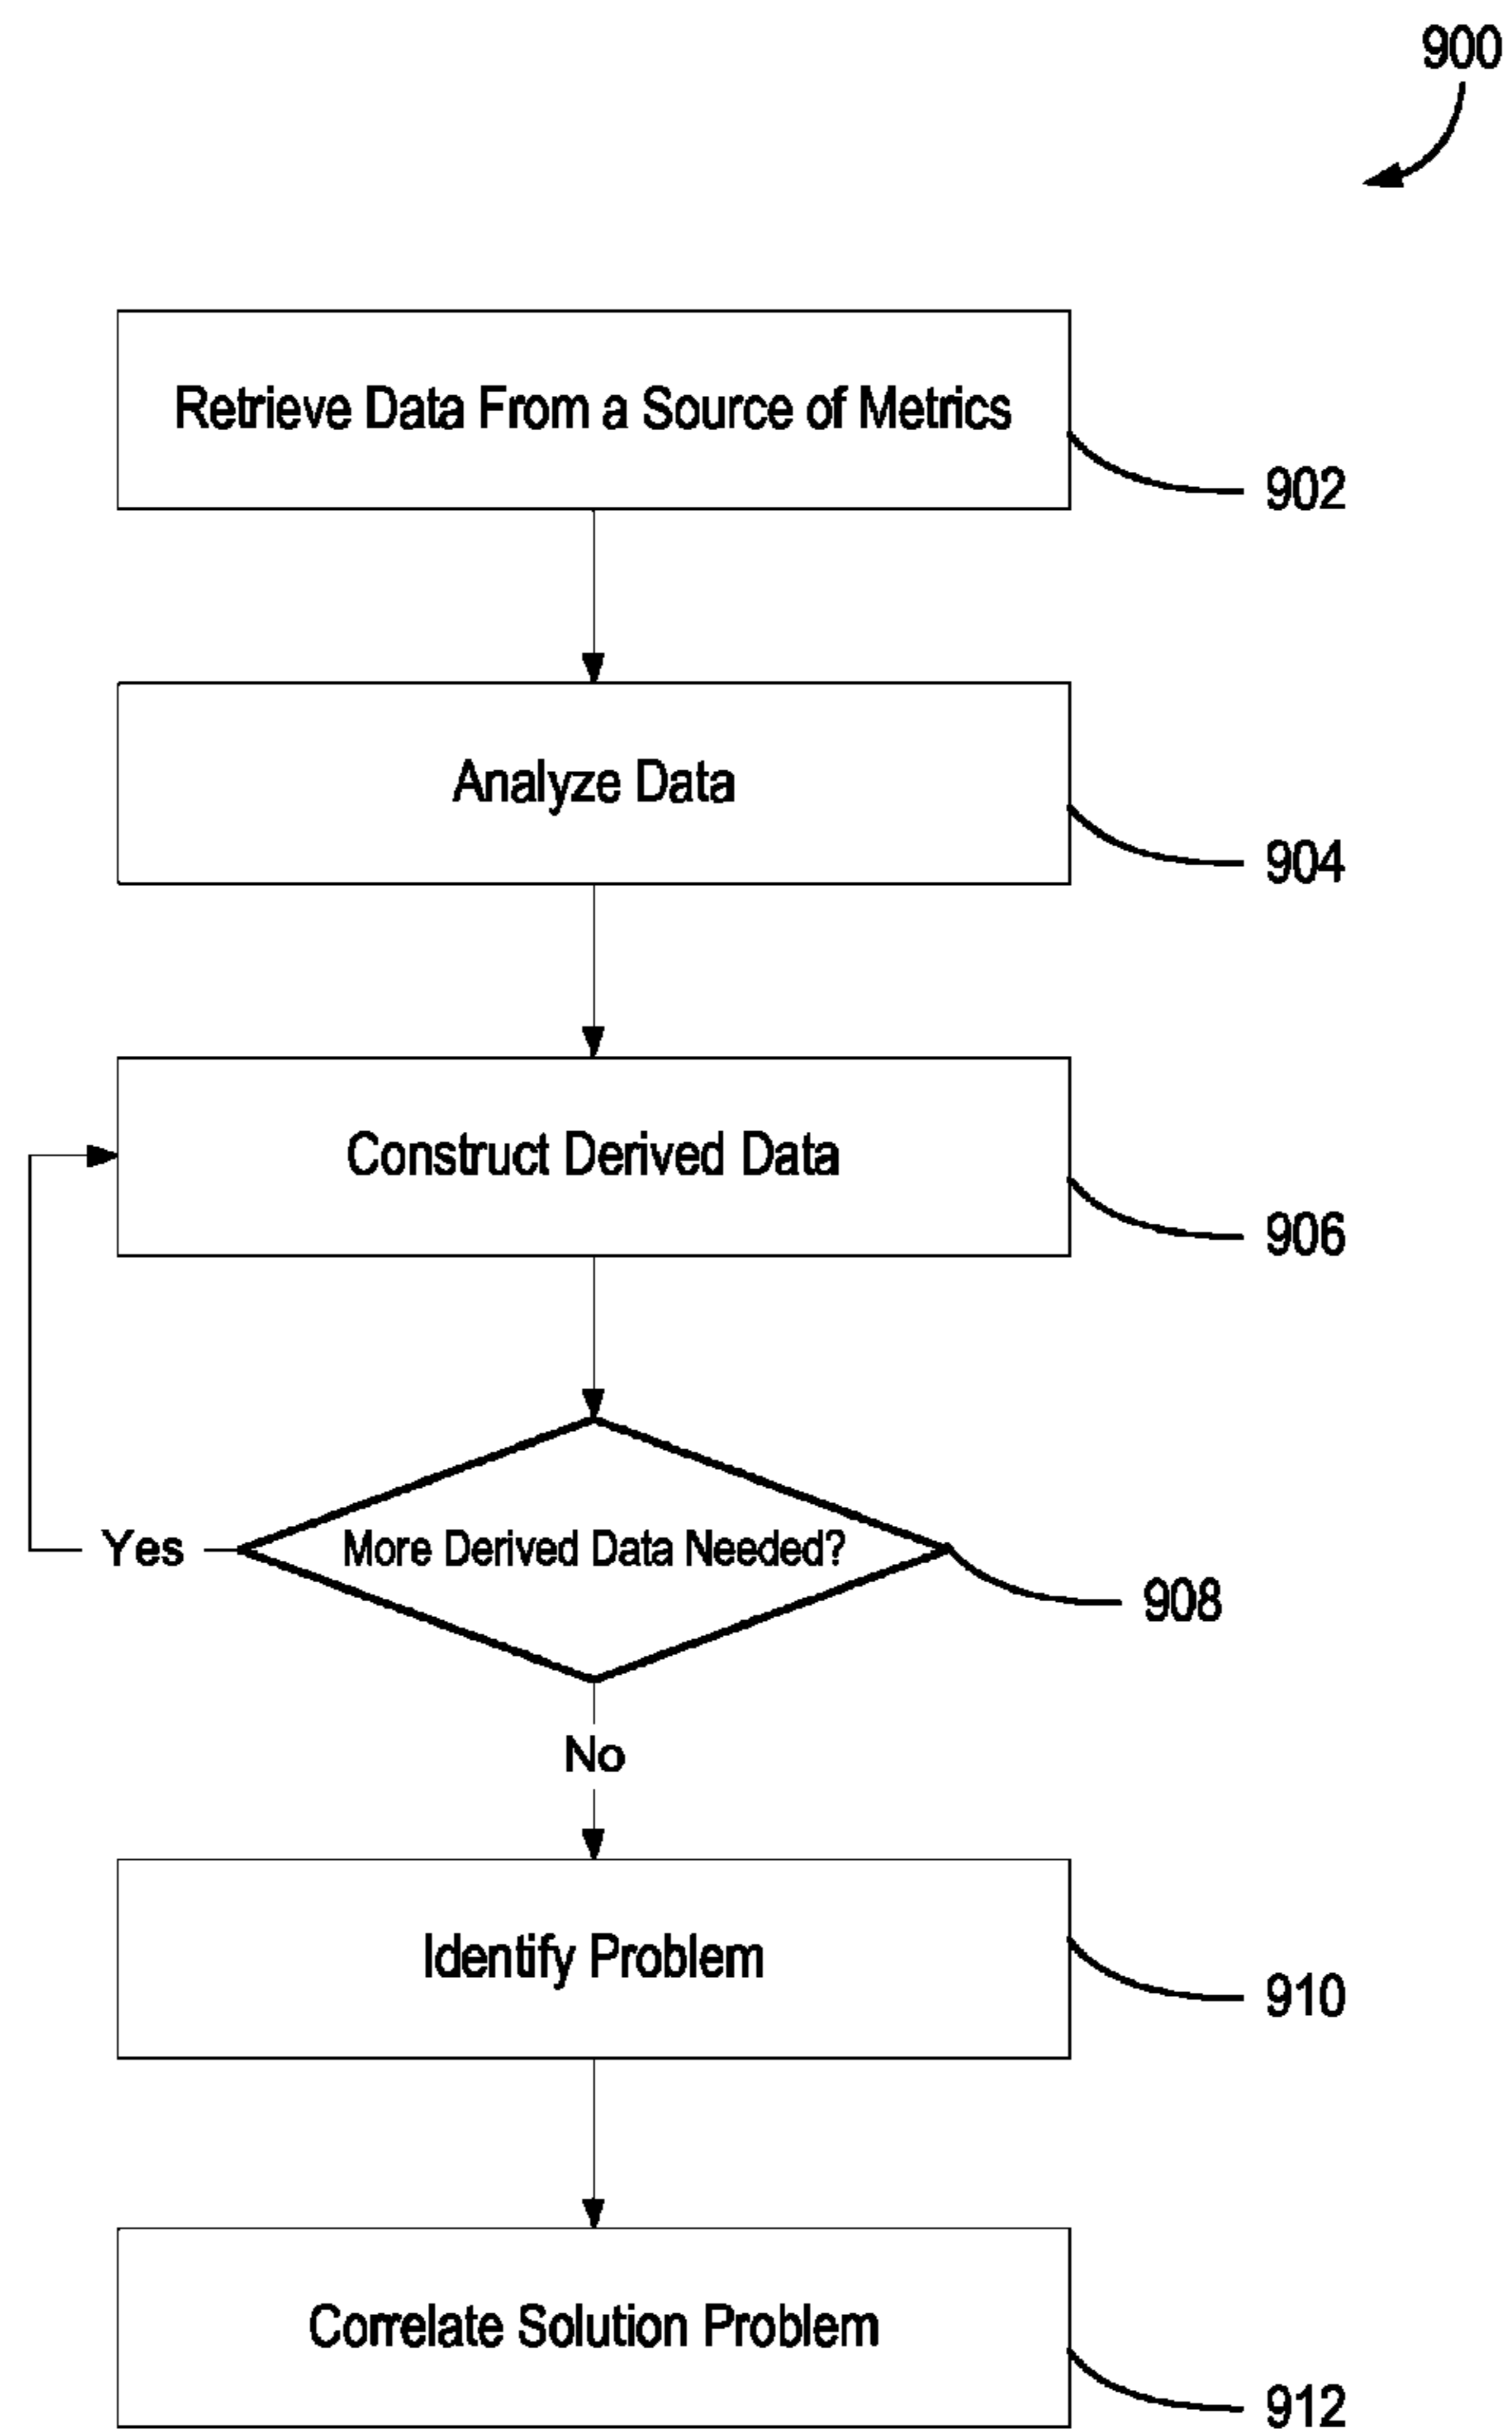 900
Retrieve Data From a Source of Metrics
902
Analyze Data
904
Construct Derived Data
906
Yes
More Derived Data Needed?
908
No
Identify Problem
910
Correlate Solution Problem
912